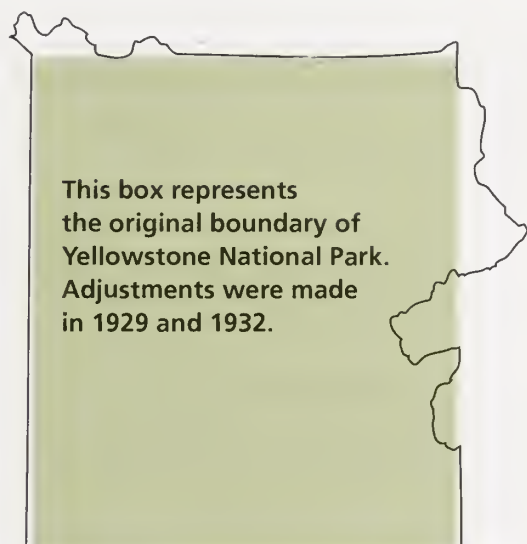 This box represents
the original boundary of
Yellowstone National Park.
Adjustments were made
in 1929 and 1932.